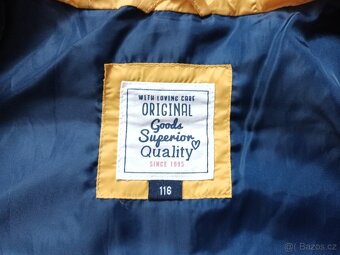 WITH LOVING CARE
ORIGINAL
Goods
Superior
Quality
SINCE 1995
116
© Bazos.cz